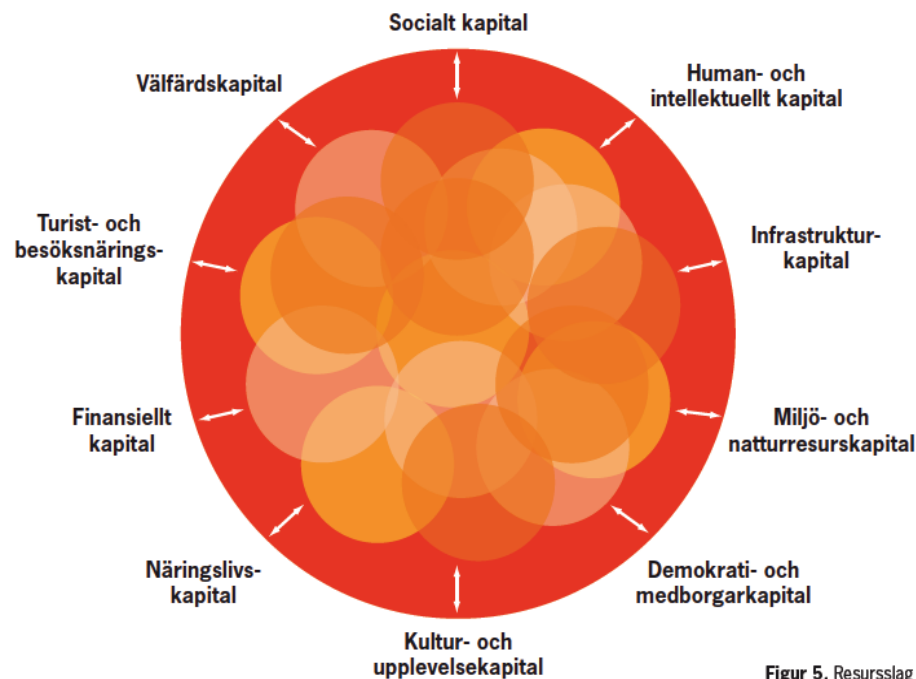 Socialt kapital
Human- och
intellektuellt kapital
Infrastruktur-
kapital
Miljö- och
natturresurskapital
Demokrati- och
medborgarkapital
Kultur- och
upplevelsekapital
Näringslivs-
kapital
Finansiellt
kapital
Turist- och
besöksnärings-
kapital
Välfärdskapital
Figur 5. Resursslag